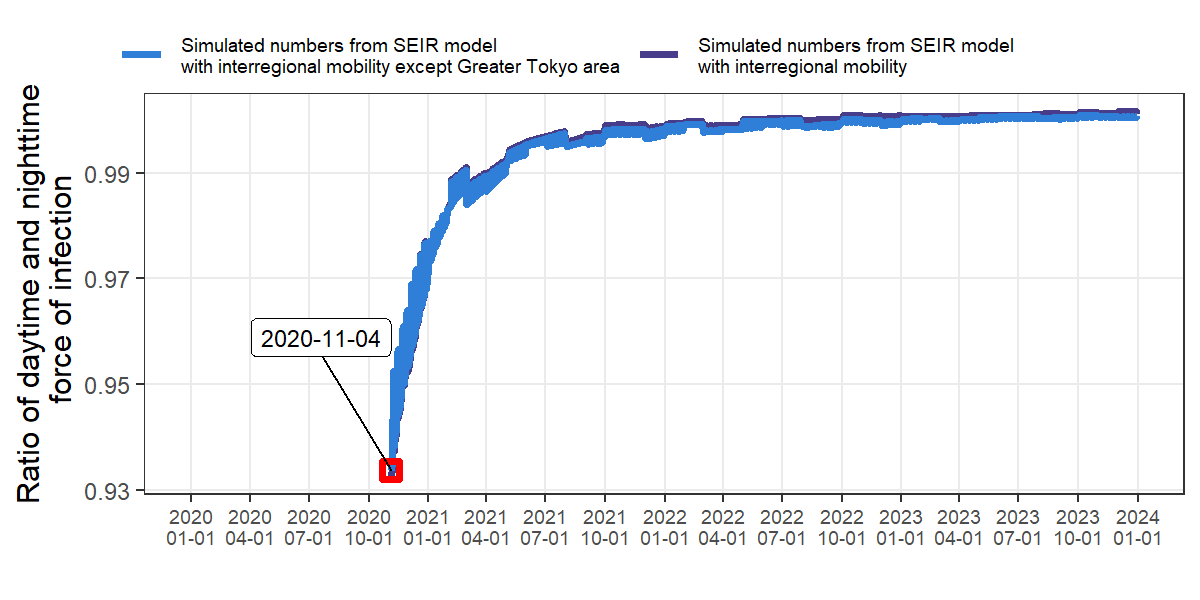 Simulated numbers from SEIR model
with interregional mobility except Greater Tokyo area
Simulated numbers from SEIR model
with interregional mobility
Ratio of daytime and nighttime
force of infection
0.99
0.97
0.95
0.93
2020-11-04
2020 2020 2020 2020 2021 2021 2021 2021 2022 2022 2022 2022 2023 2023 2023 2023 2024
01-01 04-01 07-01 10-01 01-01 04-01 07-01 10-01 01-01 04-01 07-01 10-01 01-01 04-01 07-01 10-01 01-01